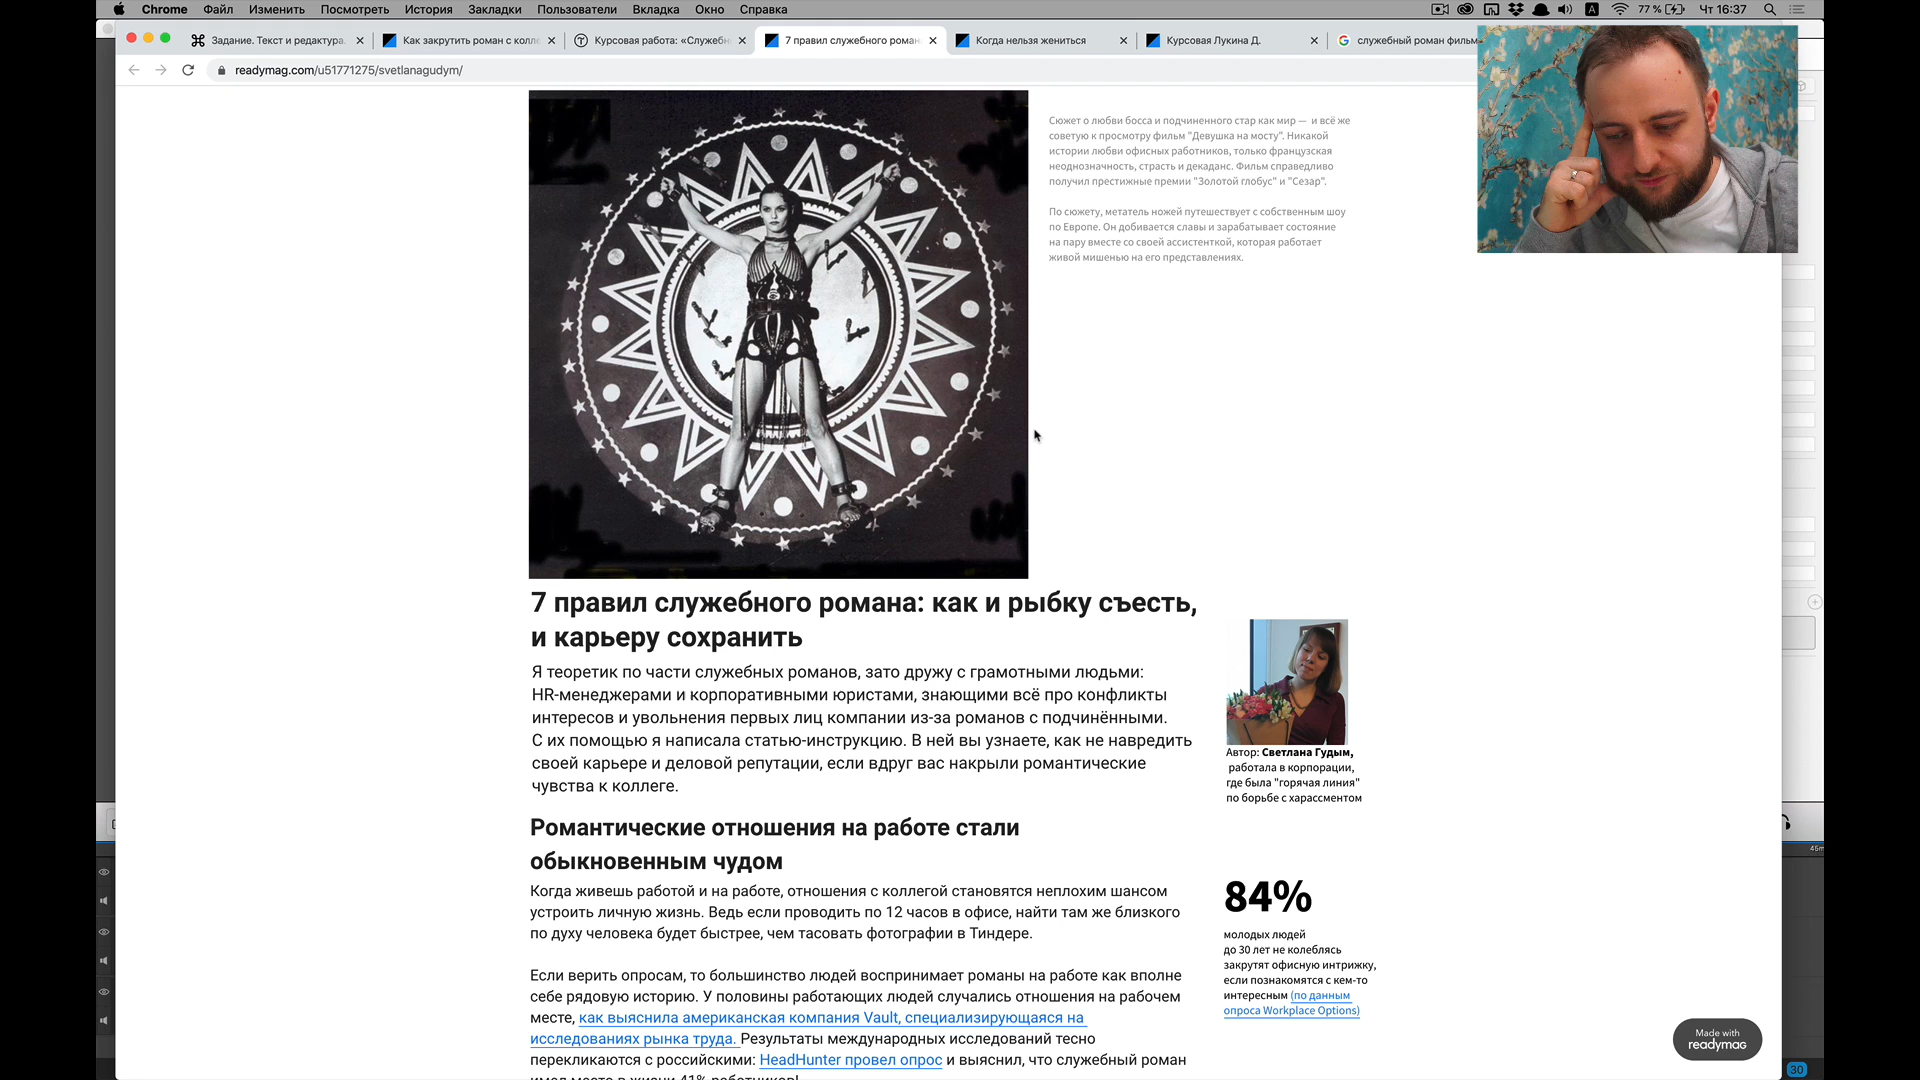 Chrome Файл Изменить Посмотреть История Закладки Пользователи Вкладка Окно Справка
77 % Чт 16:37
Задание. Текст и редактура.
Как закрутить роман с колле
Курсовая работа: «Служебн
7 правил служебного роман
Когда нельзя жениться
Курсовая Лукина Д.
служебный роман фильм
readymag.com/u51771275/svetlanagudym/
Сюжет о любви босса и подчиненного стар как мир — и всё же
советую к просмотру фильм "Девушка на мосту". Никакой
истории любви офисных работников, только французская
неоднозначность, страсть и декаданс. Фильм справедливо
получил престижные премии "Золотой глобус" и "Сезар".
По сюжету, метатель ножей путешествует с собственным шоу
по Европе. Он добивается славы и зарабатывает состояние
на пару вместе со своей ассистенткой, которая работает
живой мишенью на его представлениях.
7 правил служебного романа: как и рыбку съесть,
и карьеру сохранить
Я теоретик по части служебных романов, зато дружу с грамотными людьми:
HR-менеджерами и корпоративными юристами, знающими всё про конфликты
интересов и увольнения первых лиц компании из-за романов с подчинёнными.
С их помощью я написала статью-инструкцию. В ней вы узнаете, как не навредить
своей карьере и деловой репутации, если вдруг вас накрыли романтические
чувства к коллеге.
Автор: Светлана Гудым,
работала в корпорации,
где была "горячая линия"
по борьбе с харассментом
Романтические отношения на работе стали
обыкновенным чудом
Когда живешь работой и на работе, отношения с коллегой становятся неплохим шансом
устроить личную жизнь. Ведь если проводить по 12 часов в офисе, найти там же близкого
по духу человека будет быстрее, чем тасовать фотографии в Тиндере.
84%
молодых людей
до 30 лет не колеблясь
закрутят офисную интрижку,
если познакомятся с кем-то
интересным (по данным
опроса Workplace Options)
Если верить опросам, то большинство людей воспринимает романы на работе как вполне
себе рядовую историю. У половины работающих людей случались отношения на рабочем
месте, как выяснила американская компания Vault, специализирующаяся на
исследованиях рынка труда. Результаты международных исследований тесно
перекликаются с российскими: HeadHunter провел опрос и выяснил, что служебный роман
имел место в жизни 41% работников!
Made with
readymag
45m
30